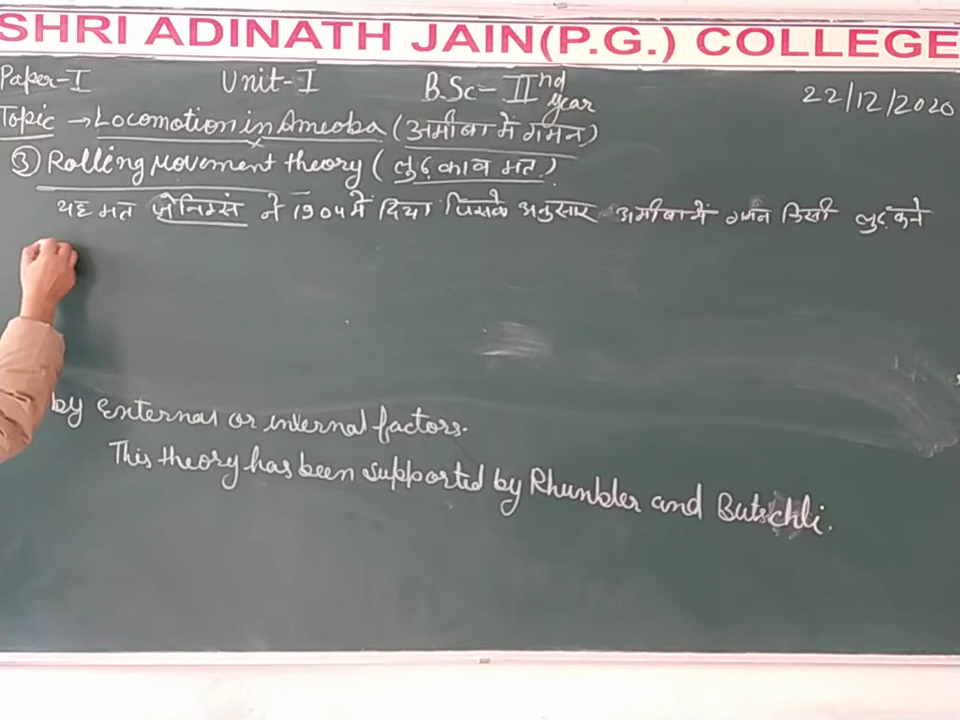 SHRI ADINATH JAIN(P.G.) COLLEGE
Paper-I Unit-I B.Sc-IInd year 22/12/2020
Topic → Locomotion in Ameoba (अमीबा में गमन)
③ Rolling Movement theory (लुढ़काव मत)
यह मत जेनिंग्स ने 1904 में दिया जिसके अनुसार अमीबा में गमन किसी लुढ़कने
by external or internal factors.
This theory has been supported by Rhumbler and Butschli.